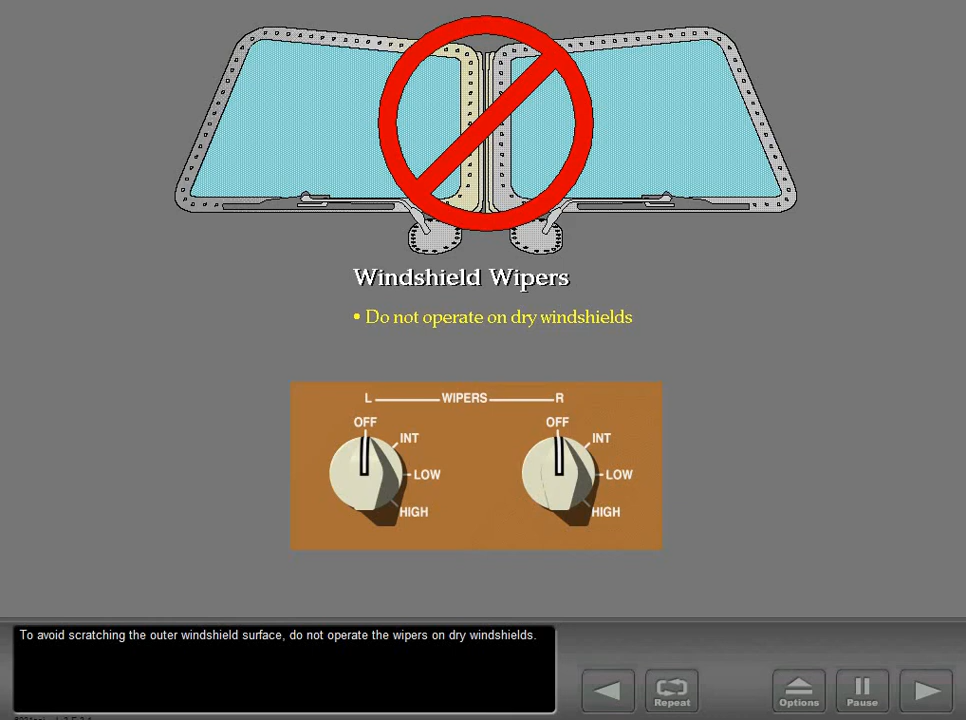 Windshield Wipers
• Do not operate on dry windshields
L WIPERS R
OFF OFF
INT INT
LOW LOW
HIGH HIGH
To avoid scratching the outer windshield surface, do not operate the wipers on dry windshields.
Repeat Options Pause